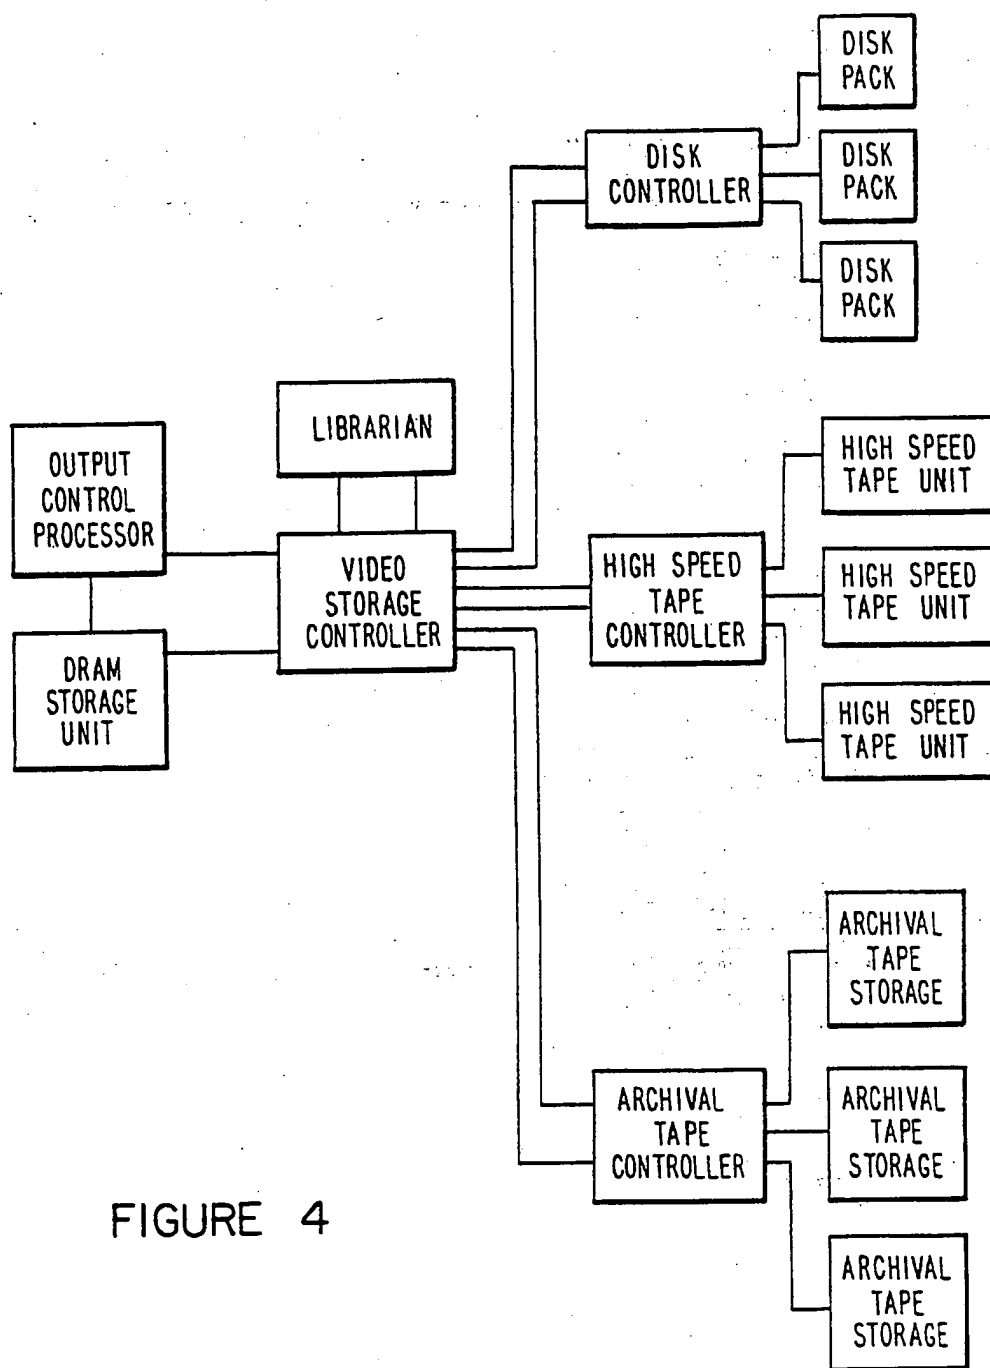 DISK
PACK
DISK
CONTROLLER
DISK
PACK
DISK
PACK
LIBRARIAN
OUTPUT
CONTROL
PROCESSOR
VIDEO
STORAGE
CONTROLLER
DRAM
STORAGE
UNIT
HIGH SPEED
TAPE
CONTROLLER
HIGH SPEED
TAPE UNIT
HIGH SPEED
TAPE UNIT
HIGH SPEED
TAPE UNIT
ARCHIVAL
TAPE
STORAGE
ARCHIVAL
TAPE
CONTROLLER
ARCHIVAL
TAPE
STORAGE
ARCHIVAL
TAPE
STORAGE
FIGURE 4